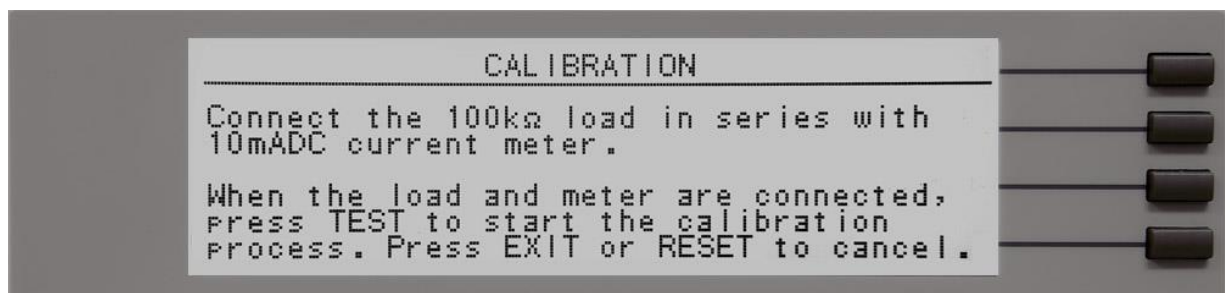 CALIBRATION
Connect the 100kΩ load in series with
10mADC current meter.
When the load and meter are connected,
press TEST to start the calibration
process. Press EXIT or RESET to cancel.